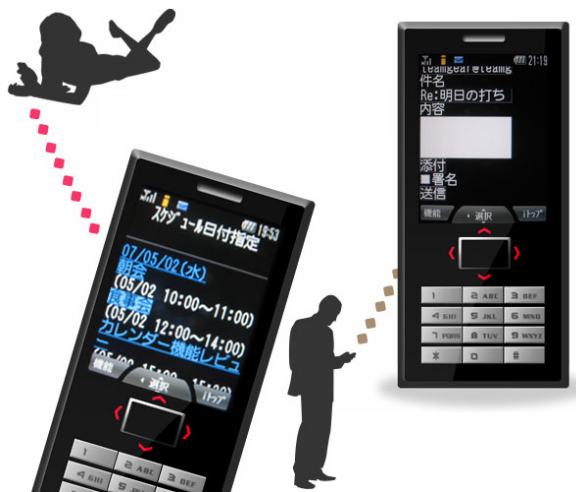 21:19
teamgear@teamg
件名
Re:明日の打ち
内容
添付
■署名
送信
機能
選択
iトップ
1
2 ABC
3 DEF
4 GHI
5 JKL
6 MNO
7 PQRS
8 TUV
9 WXYZ
*
0
#
19:53
スケジュール日付指定
07/05/02(水)
朝会
(05/02 10:00～11:00)
(05/02 12:00～14:00)
カレンダー機能レビュ
ー
機能
選択
iトップ
1
2 ABC
3 DEF
4 GHI